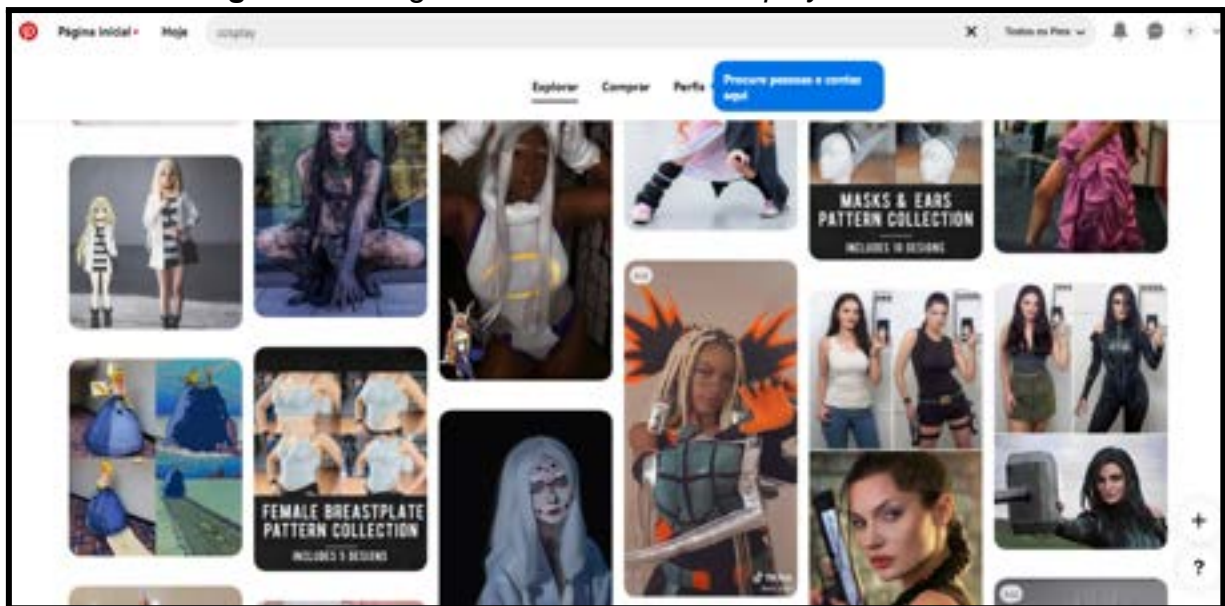 Página inicial Hoje cosplay Todos os Pins
Explorar Comprar Perfis Procure pessoas e contas
aqui
MASKS & EARS
PATTERN COLLECTION
INCLUDES 10 DESIGNS
FEMALE BREASTPLATE
PATTERN COLLECTION
INCLUDES 5 DESIGNS
TikTok